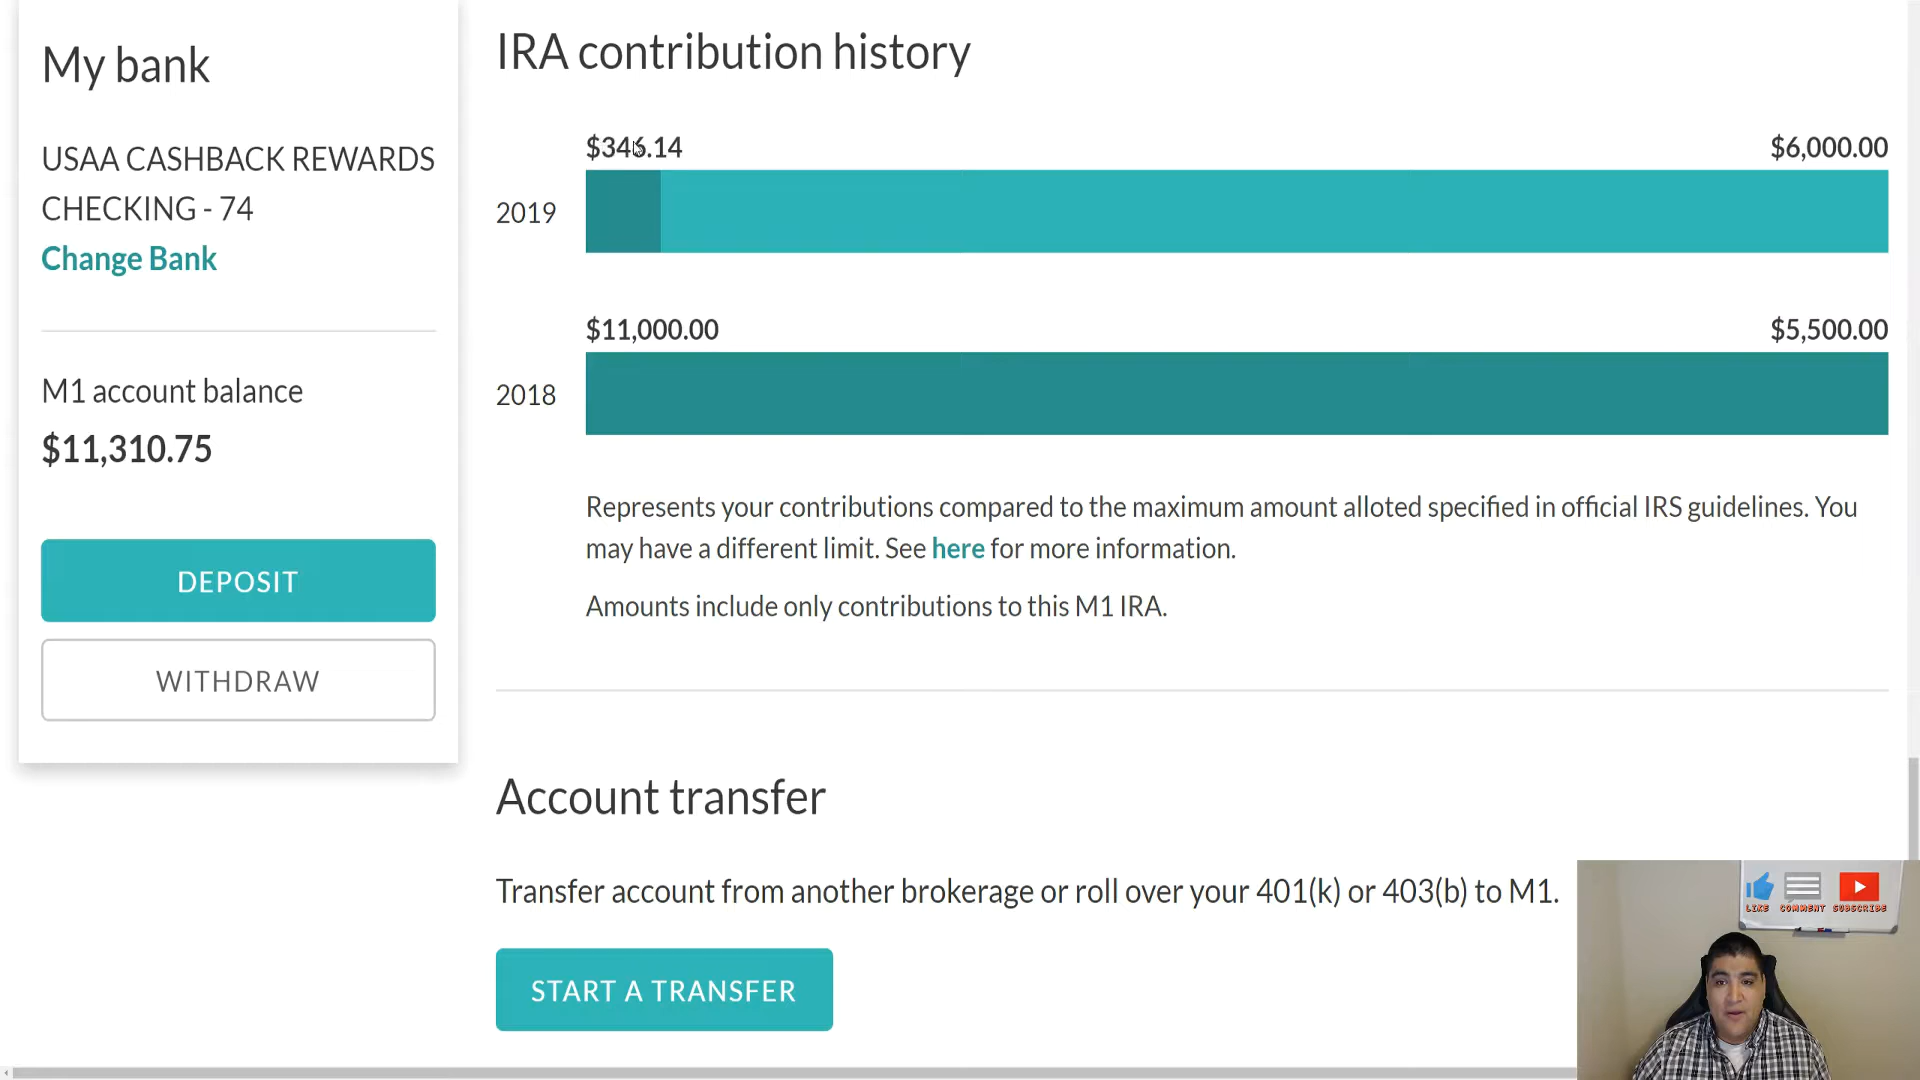 My bank
USAA CASHBACK REWARDS
CHECKING - 74
Change Bank
M1 account balance
$11,310.75
DEPOSIT
WITHDRAW
IRA contribution history
$346.14
$6,000.00
2019
$11,000.00
$5,500.00
2018
Represents your contributions compared to the maximum amount alloted specified in official IRS guidelines. You
may have a different limit. See here for more information.
Amounts include only contributions to this M1 IRA.
Account transfer
Transfer account from another brokerage or roll over your 401(k) or 403(b) to M1.
START A TRANSFER
LIKE COMMENT SUBSCRIBE